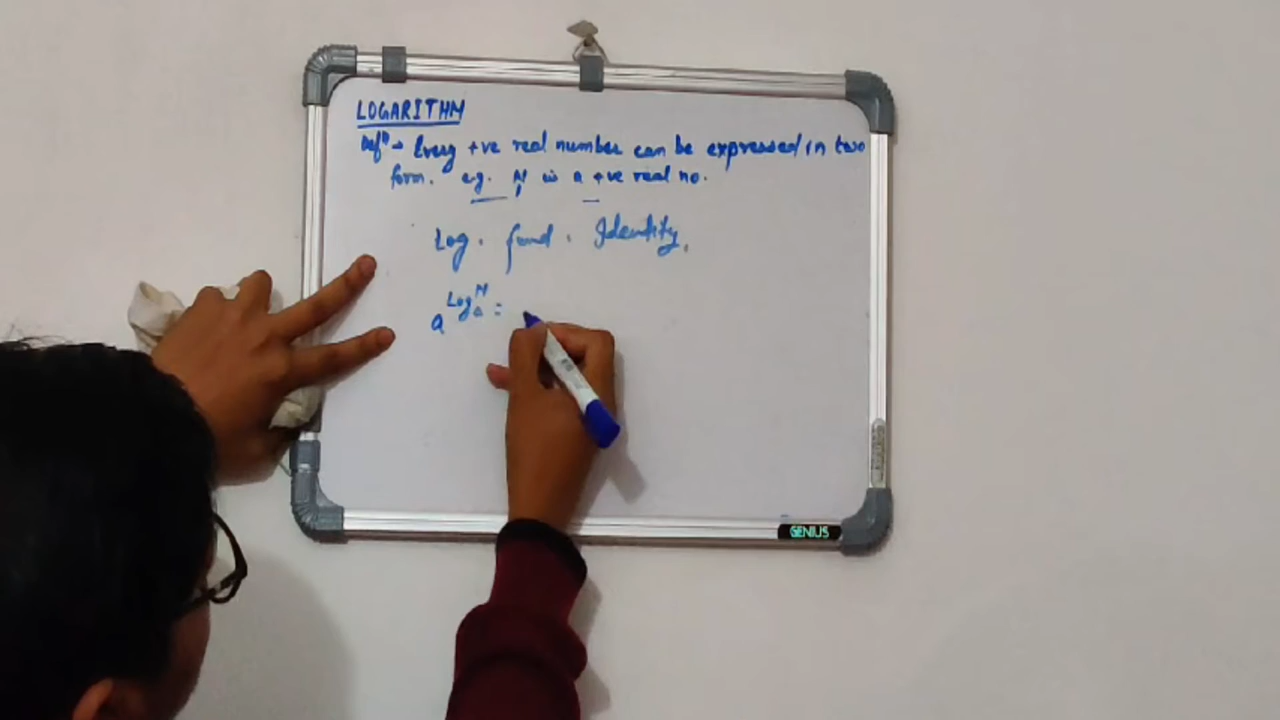 LOGARITHM
Defⁿ → Every +ve real number can be expressed in two
form. e.g. N is a +ve real no.
Log. fund. Identity.
a^Log_a^N =
GENIUS